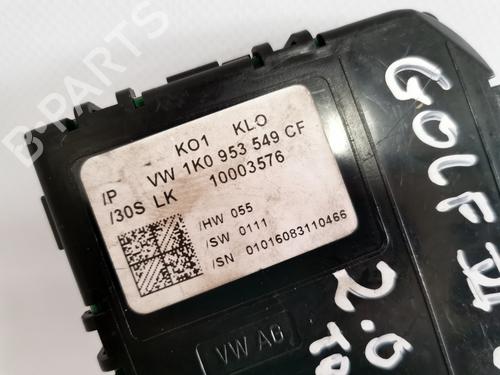 KO1 KLO
/P VW 1K0 953 549 CF
/30S LK 10003576
/HW 055
/SW 0111
/SN 01016083110466
VW AG
GOLF VI
2.0
B-PARTS